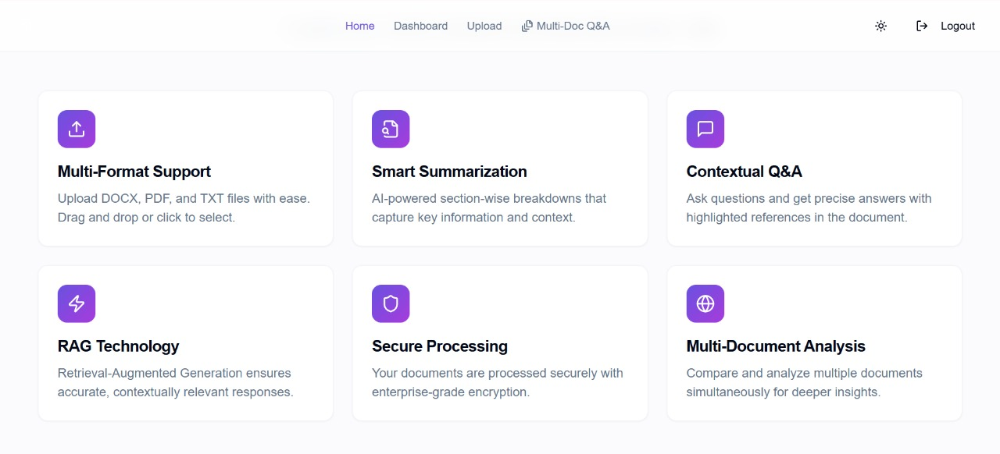 Home Dashboard Upload Multi-Doc Q&A Logout
Multi-Format Support
Upload DOCX, PDF, and TXT files with ease.
Drag and drop or click to select.
Smart Summarization
AI-powered section-wise breakdowns that
capture key information and context.
Contextual Q&A
Ask questions and get precise answers with
highlighted references in the document.
RAG Technology
Retrieval-Augmented Generation ensures
accurate, contextually relevant responses.
Secure Processing
Your documents are processed securely with
enterprise-grade encryption.
Multi-Document Analysis
Compare and analyze multiple documents
simultaneously for deeper insights.